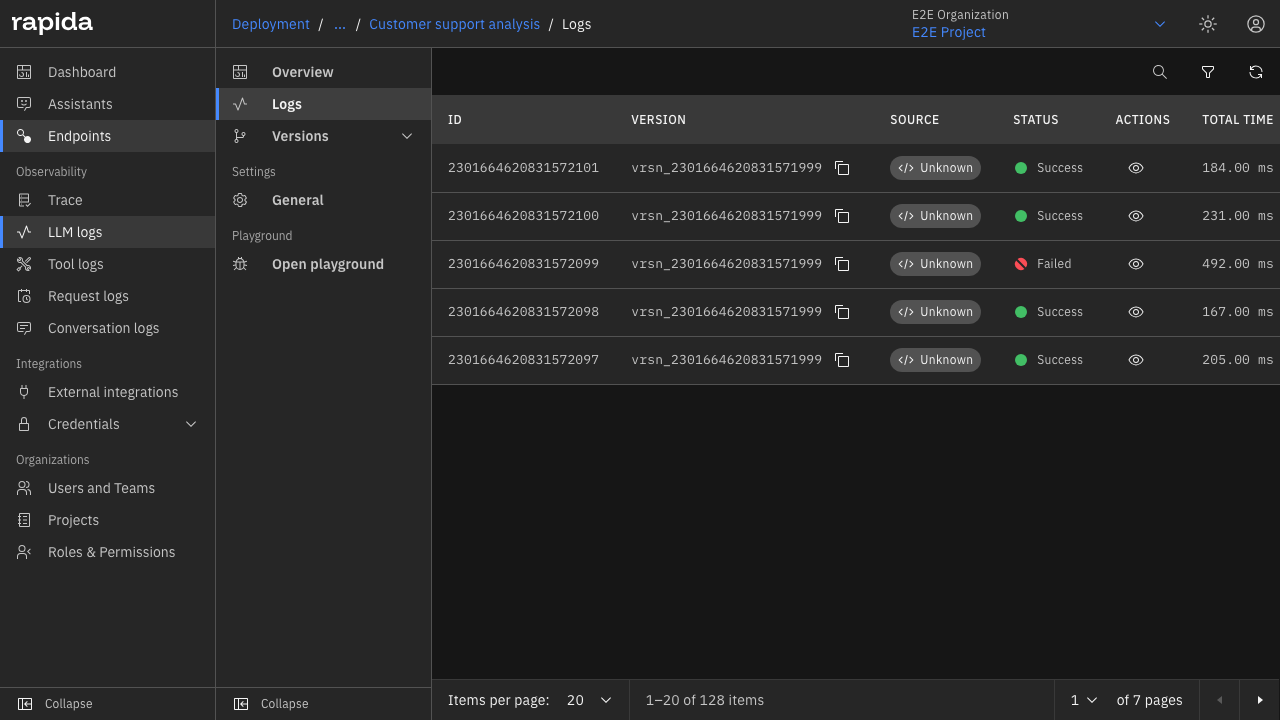 rapida
Deployment / ... / Customer support analysis / Logs
E2E Organization
E2E Project
Dashboard
Assistants
Endpoints
Observability
Trace
LLM logs
Tool logs
Request logs
Conversation logs
Integrations
External integrations
Credentials
Organizations
Users and Teams
Projects
Roles & Permissions
Collapse
Overview
Logs
Versions
Settings
General
Playground
Open playground
Collapse
ID VERSION SOURCE STATUS ACTIONS TOTAL TIME
2301664620831572101 vrsn_2301664620831571999 </> Unknown Success 184.00 ms
2301664620831572100 vrsn_2301664620831571999 </> Unknown Success 231.00 ms
2301664620831572099 vrsn_2301664620831571999 </> Unknown Failed 492.00 ms
2301664620831572098 vrsn_2301664620831571999 </> Unknown Success 167.00 ms
2301664620831572097 vrsn_2301664620831571999 </> Unknown Success 205.00 ms
Items per page: 20 1–20 of 128 items 1 of 7 pages